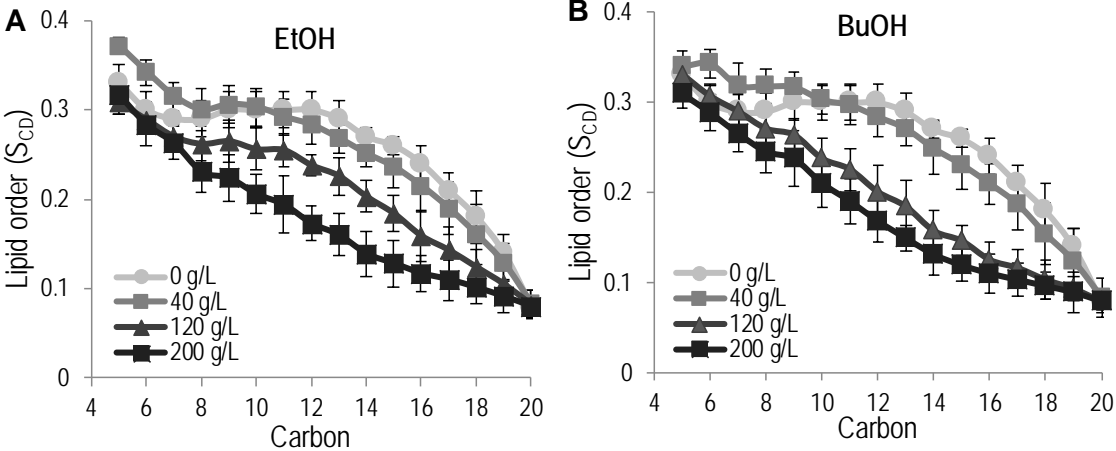 A
EtOH
0.4
0.3
0.2
0.1
0
Lipid order (SCD)
0 g/L
40 g/L
120 g/L
200 g/L
4 6 8 10 12 14 16 18 20
Carbon
B
BuOH
0.4
0.3
0.2
0.1
0
Lipid order (SCD)
0 g/L
40 g/L
120 g/L
200 g/L
4 6 8 10 12 14 16 18 20
Carbon